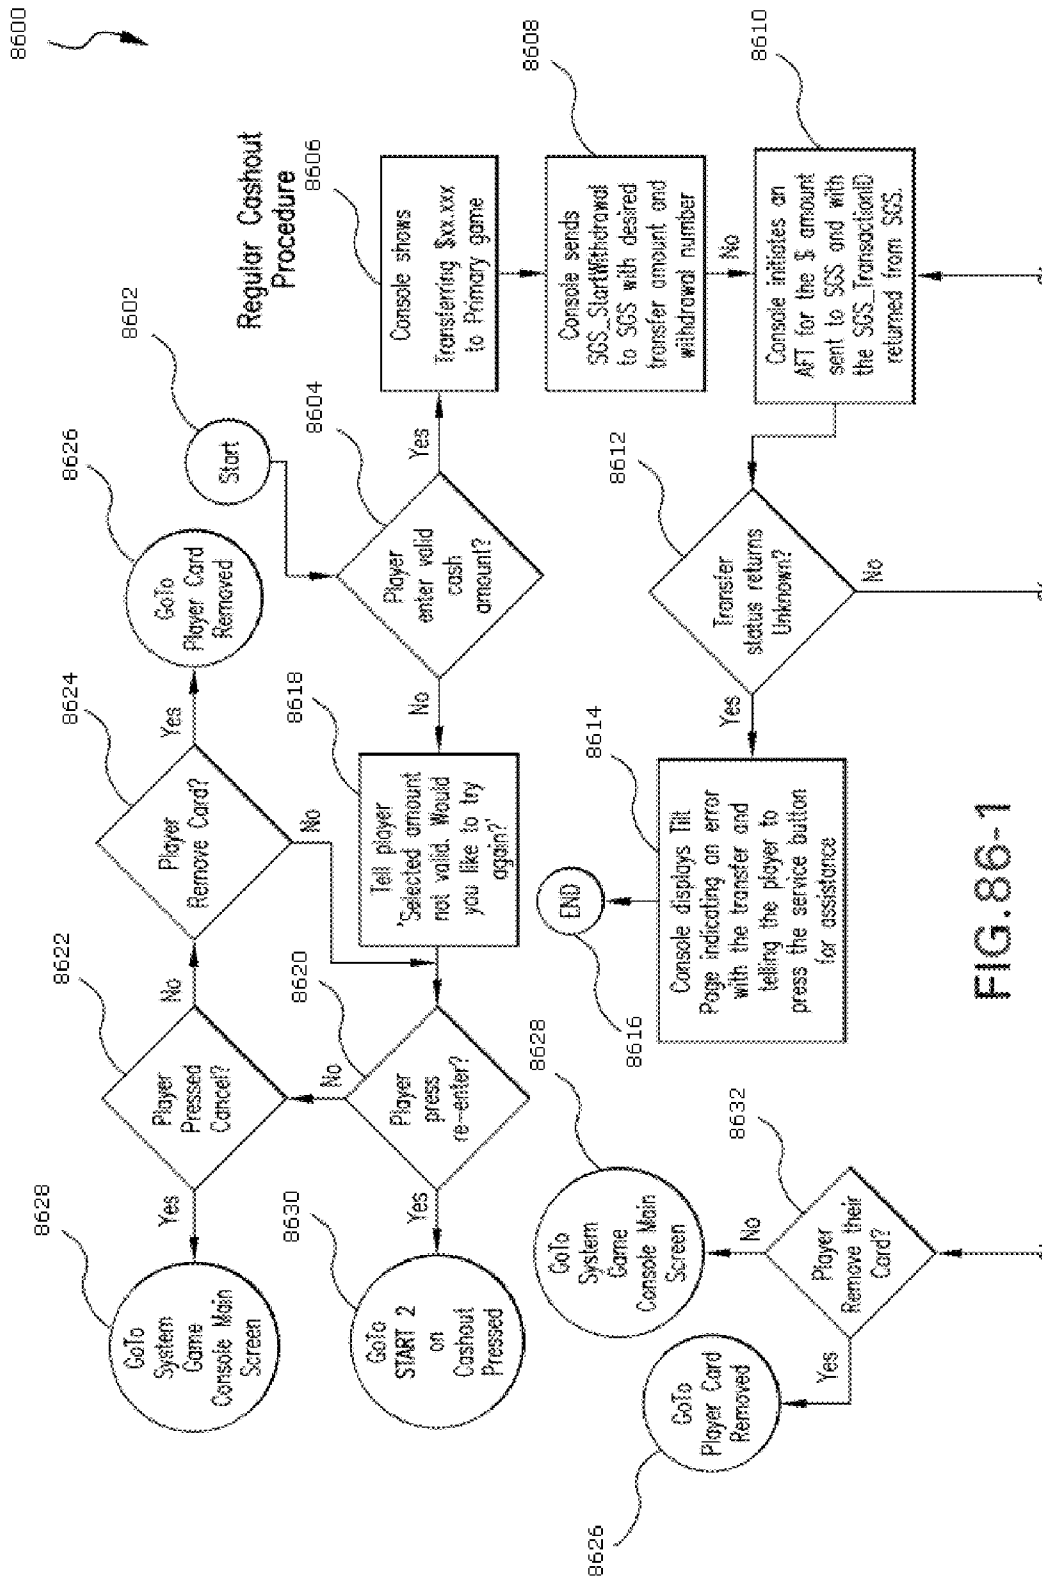 8600
Regular Cashout
Procedure
8602
Start
8604
Player
enter valid
cash
amount?
Yes
No
8606
Console shows
Transferring $xx.xxx
to Primary game
8608
Console sends
SGS_StartWithdrawal
to SGS with desired
transfer amount and
withdrawal number
No
8610
Console initiates an
AFT for the $ amount
sent to SGS and with
the SGS_TransactionID
returned from SGS.
8612
Transfer
status returns
Unknown?
Yes
No
8614
Console displays Tilt
Page indicating an error
with the transfer and
telling the player to
press the service button
for assistance
END
8616
8618
Tell player
'Selected amount
not valid. Would
you like to try
again?'
8620
Player
press
re-enter?
Yes
No
8630
GoTo
START 2
on
Cashout
Pressed
8622
Player
Pressed
Cancel?
Yes
No
8628
GoTo
System
Game
Console Main
Screen
8624
Player
Remove Card?
Yes
No
8626
GoTo
Player Card
Removed
8628
GoTo
System
Game
Console Main
Screen
8632
Player
Remove their
Card?
No
Yes
GoTo
Player Card
Removed
8626
FIG.86-1